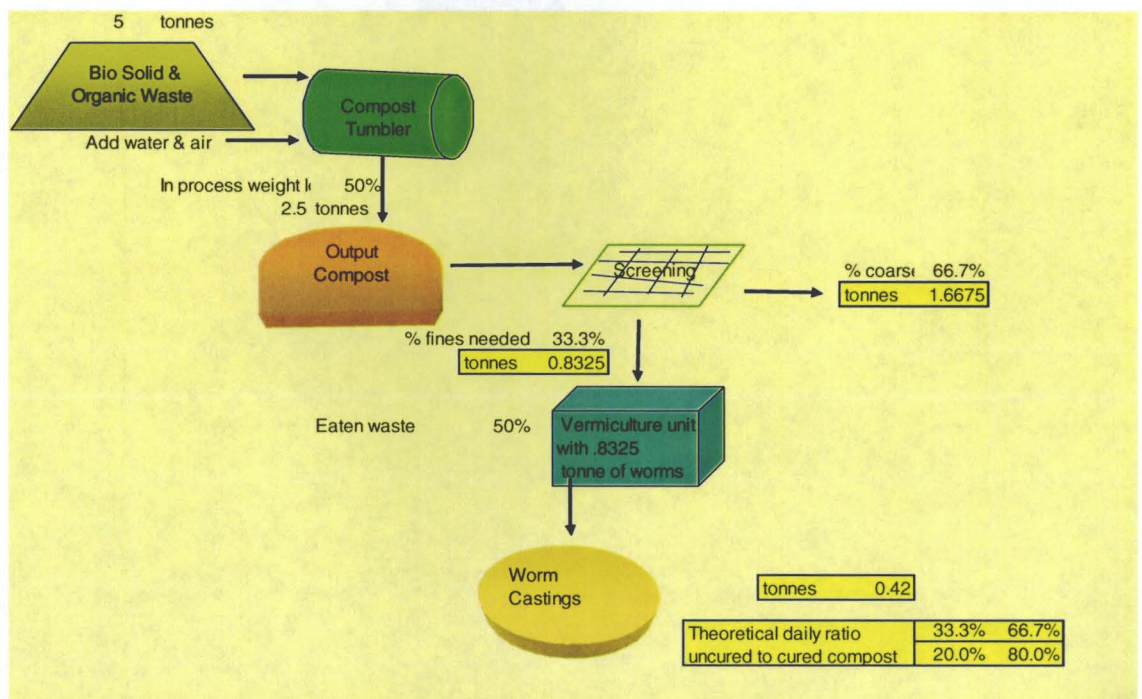 5 tonnes
Bio Solid &
Organic Waste
Compost
Tumbler
Add water & air
In process weight l 50%
2.5 tonnes
Output
Compost
Screening
% coarse 66.7%
tonnes 1.6675
% fines needed 33.3%
tonnes 0.8325
Eaten waste 50%
Vermiculture unit
with .8325
tonne of worms
Worm
Castings
tonnes 0.42
Theoretical daily ratio 33.3% 66.7%
uncured to cured compost 20.0% 80.0%